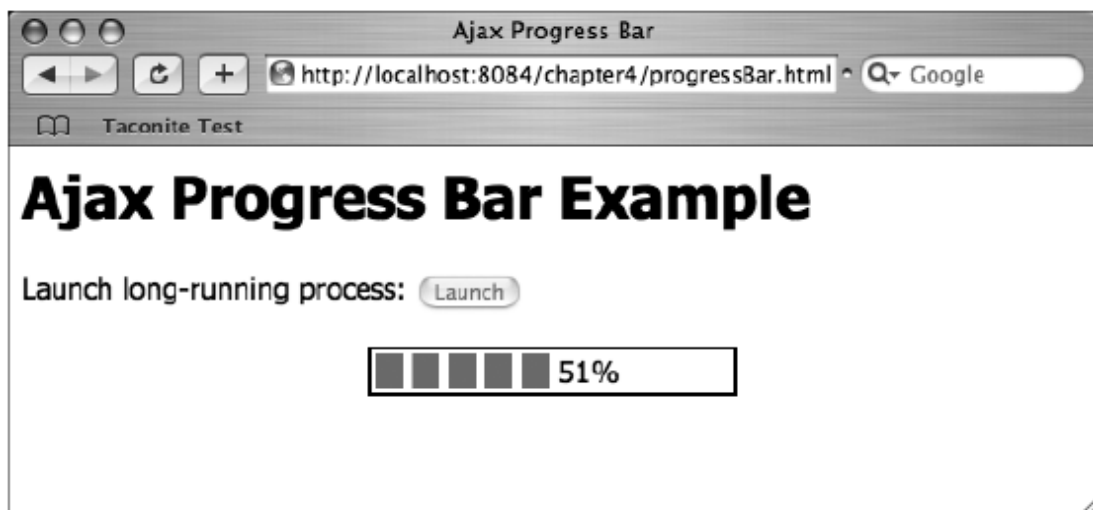 Ajax Progress Bar
http://localhost:8084/chapter4/progressBar.html
Google
Taconite Test
Ajax Progress Bar Example
Launch long-running process: Launch
51%